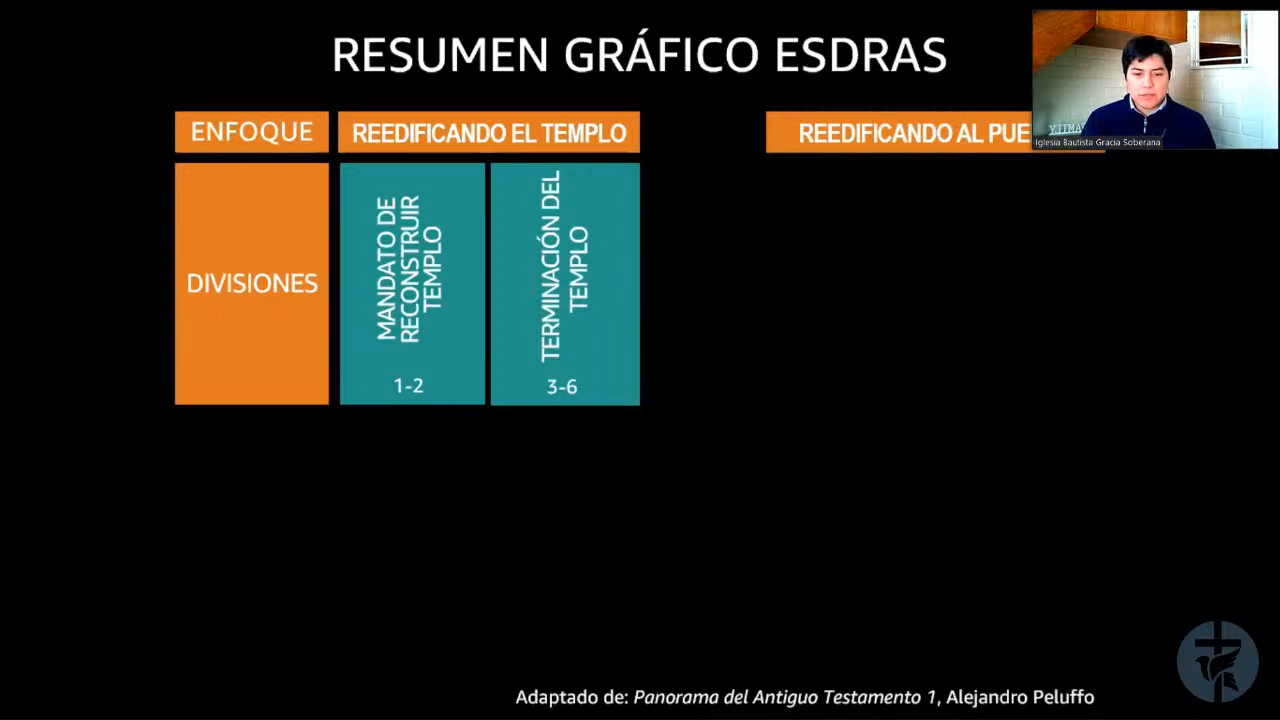 RESUMEN GRÁFICO ESDRAS
ENFOQUE
REEDIFICANDO EL TEMPLO
REEDIFICANDO AL
Iglesia Bautista Gracia Soberana
DIVISIONES
MANDATO DE
RECONSTRUIR
TEMPLO
1-2
TERMINACIÓN DEL
TEMPLO
3-6
Adaptado de: Panorama del Antiguo Testamento 1, Alejandro Peluffo